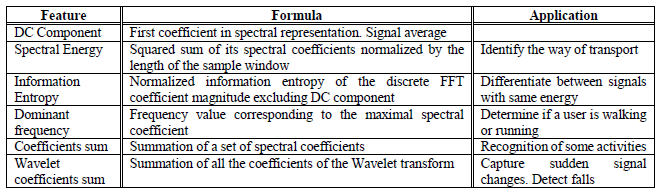 Feature Formula Application
DC Component First coefficient in spectral representation. Signal average
Spectral Energy Squared sum of its spectral coefficients normalized by the Identify the way of transport
length of the sample window
Information Normalized information entropy of the discrete FFT Differentiate between signals
Entropy coefficient magnitude excluding DC component with same energy
Dominant Frequency value corresponding to the maximal spectral Determine if a user is walking
frequency coefficient or running
Coefficients sum Summation of a set of spectral coefficients Recognition of some activities
Wavelet Summation of all the coefficients of the Wavelet transform Capture sudden signal
coefficients sum changes. Detect falls